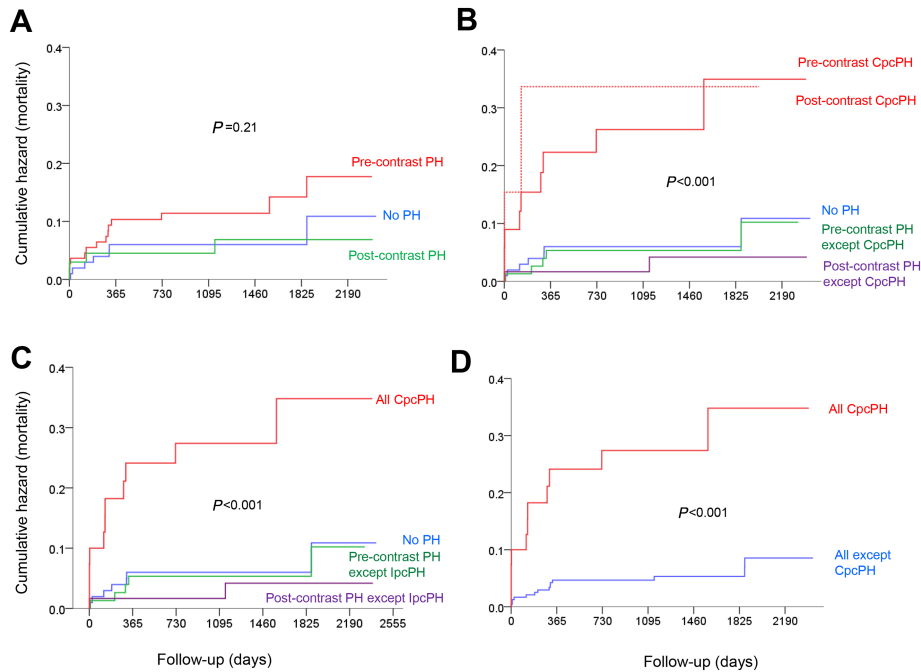 A
Cumulative hazard (mortality)
0.4
0.3
0.2
0.1
0.0
P=0.21
Pre-contrast PH
No PH
Post-contrast PH
0 365 730 1095 1460 1825 2190
B
0.4
0.3
0.2
0.1
0.0
Pre-contrast CpcPH
Post-contrast CpcPH
P<0.001
No PH
Pre-contrast PH
except CpcPH
Post-contrast PH
except CpcPH
0 365 730 1095 1460 1825 2190
C
Cumulative hazard (mortality)
0.4
0.3
0.2
0.1
0.0
All CpcPH
P<0.001
No PH
Pre-contrast PH
except IpcPH
Post-contrast PH except IpcPH
0 365 730 1095 1460 1825 2190 2555
Follow-up (days)
D
0.4
0.3
0.2
0.1
0.0
All CpcPH
P<0.001
All except
CpcPH
0 365 730 1095 1460 1825 2190
Follow-up (days)